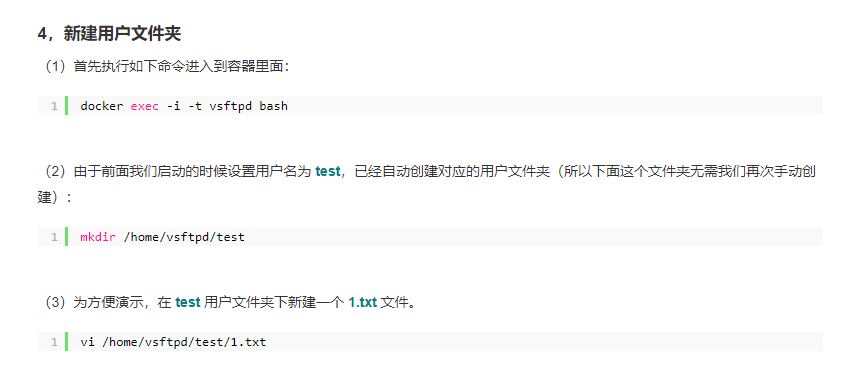 4，新建用户文件夹
（1）首先执行如下命令进入到容器里面：
1 docker exec -i -t vsftpd bash
（2）由于前面我们启动的时候设置用户名为 test，已经自动创建对应的用户文件夹（所以下面这个文件夹无需我们再次手动创
建）：
1 mkdir /home/vsftpd/test
（3）为方便演示，在 test 用户文件夹下新建一个 1.txt 文件。
1 vi /home/vsftpd/test/1.txt